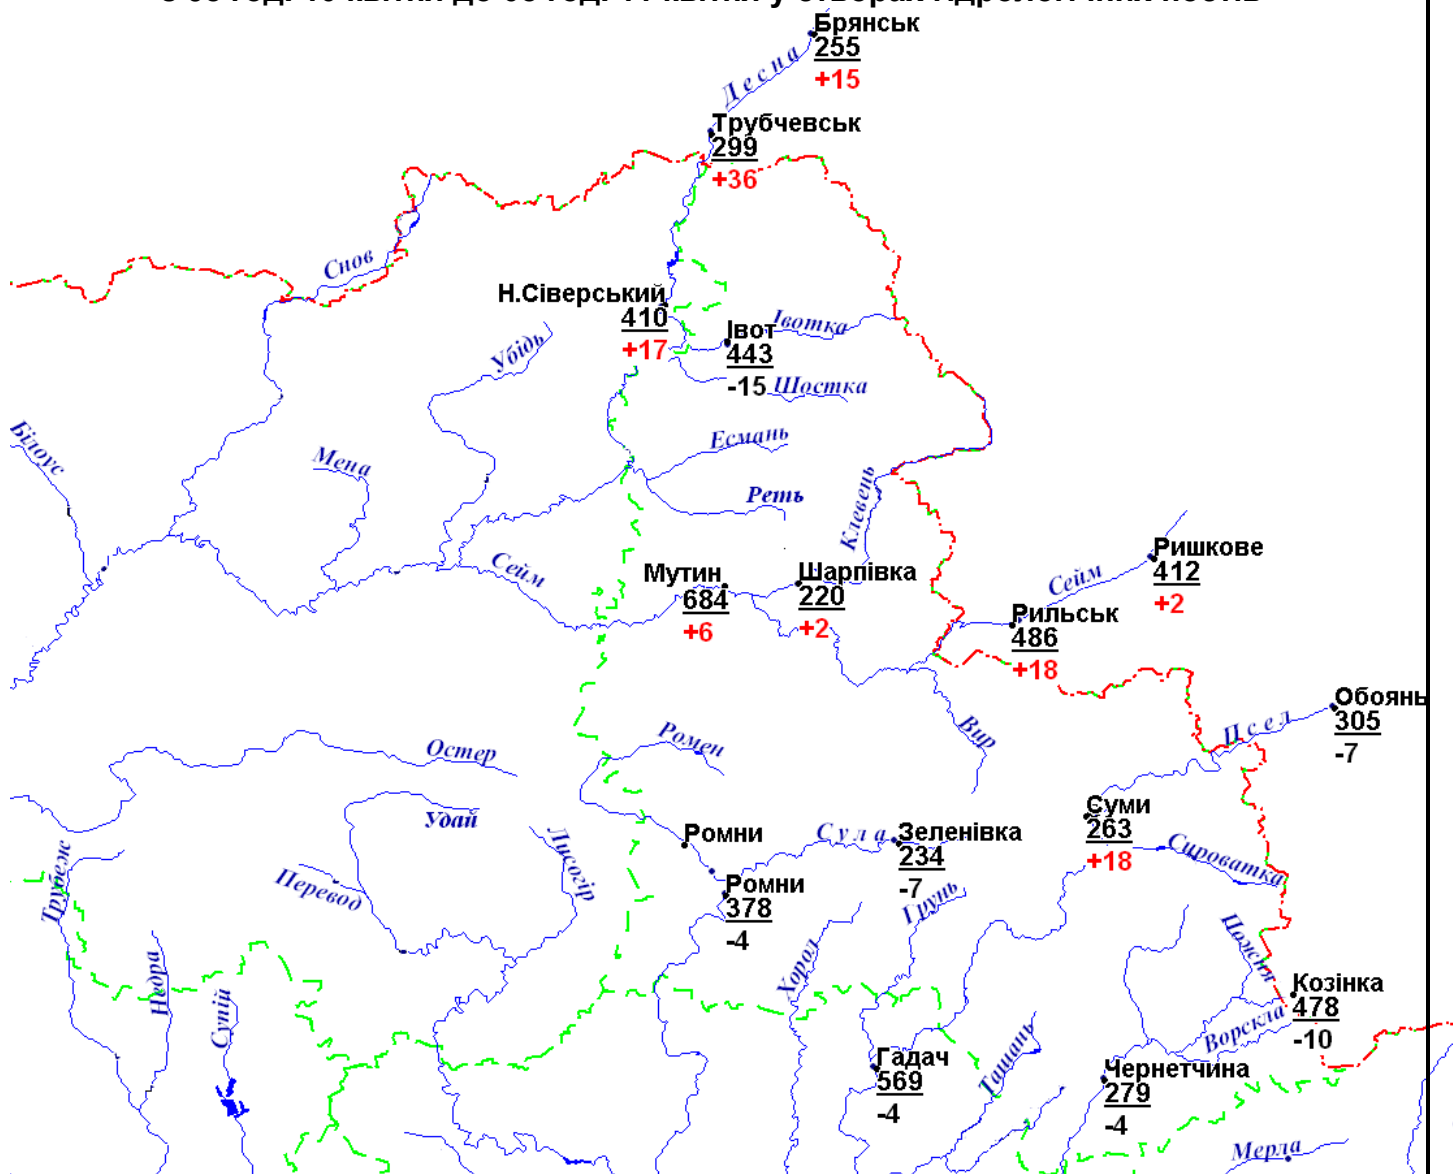 Брянськ
255
+15
Десна
Трубчевськ
299
+36
Снов
Н.Сіверський
410
+17
Івот
443
-15
Івотка
Убідь
Шостка
Білоус
Мена
Есмань
Реть
Клевень
Сейм
Мутин
684
+6
Шарпівка
220
+2
Сейм
Ришкове
412
+2
Рильськ
486
+18
Обоянь
305
-7
Псел
Вир
Ромен
Остер
Удай
Лисогір
Перевод
Трубеж
Ромни
Сула
Зеленівка
234
-7
Суми
263
+18
Сироватка
Ромни
378
-4
Грунь
Хорол
Пожня
Недра
Супій
Козінка
478
-10
Ворскла
Гадач
569
-4
Ташань
Чернетчина
279
-4
Мерла